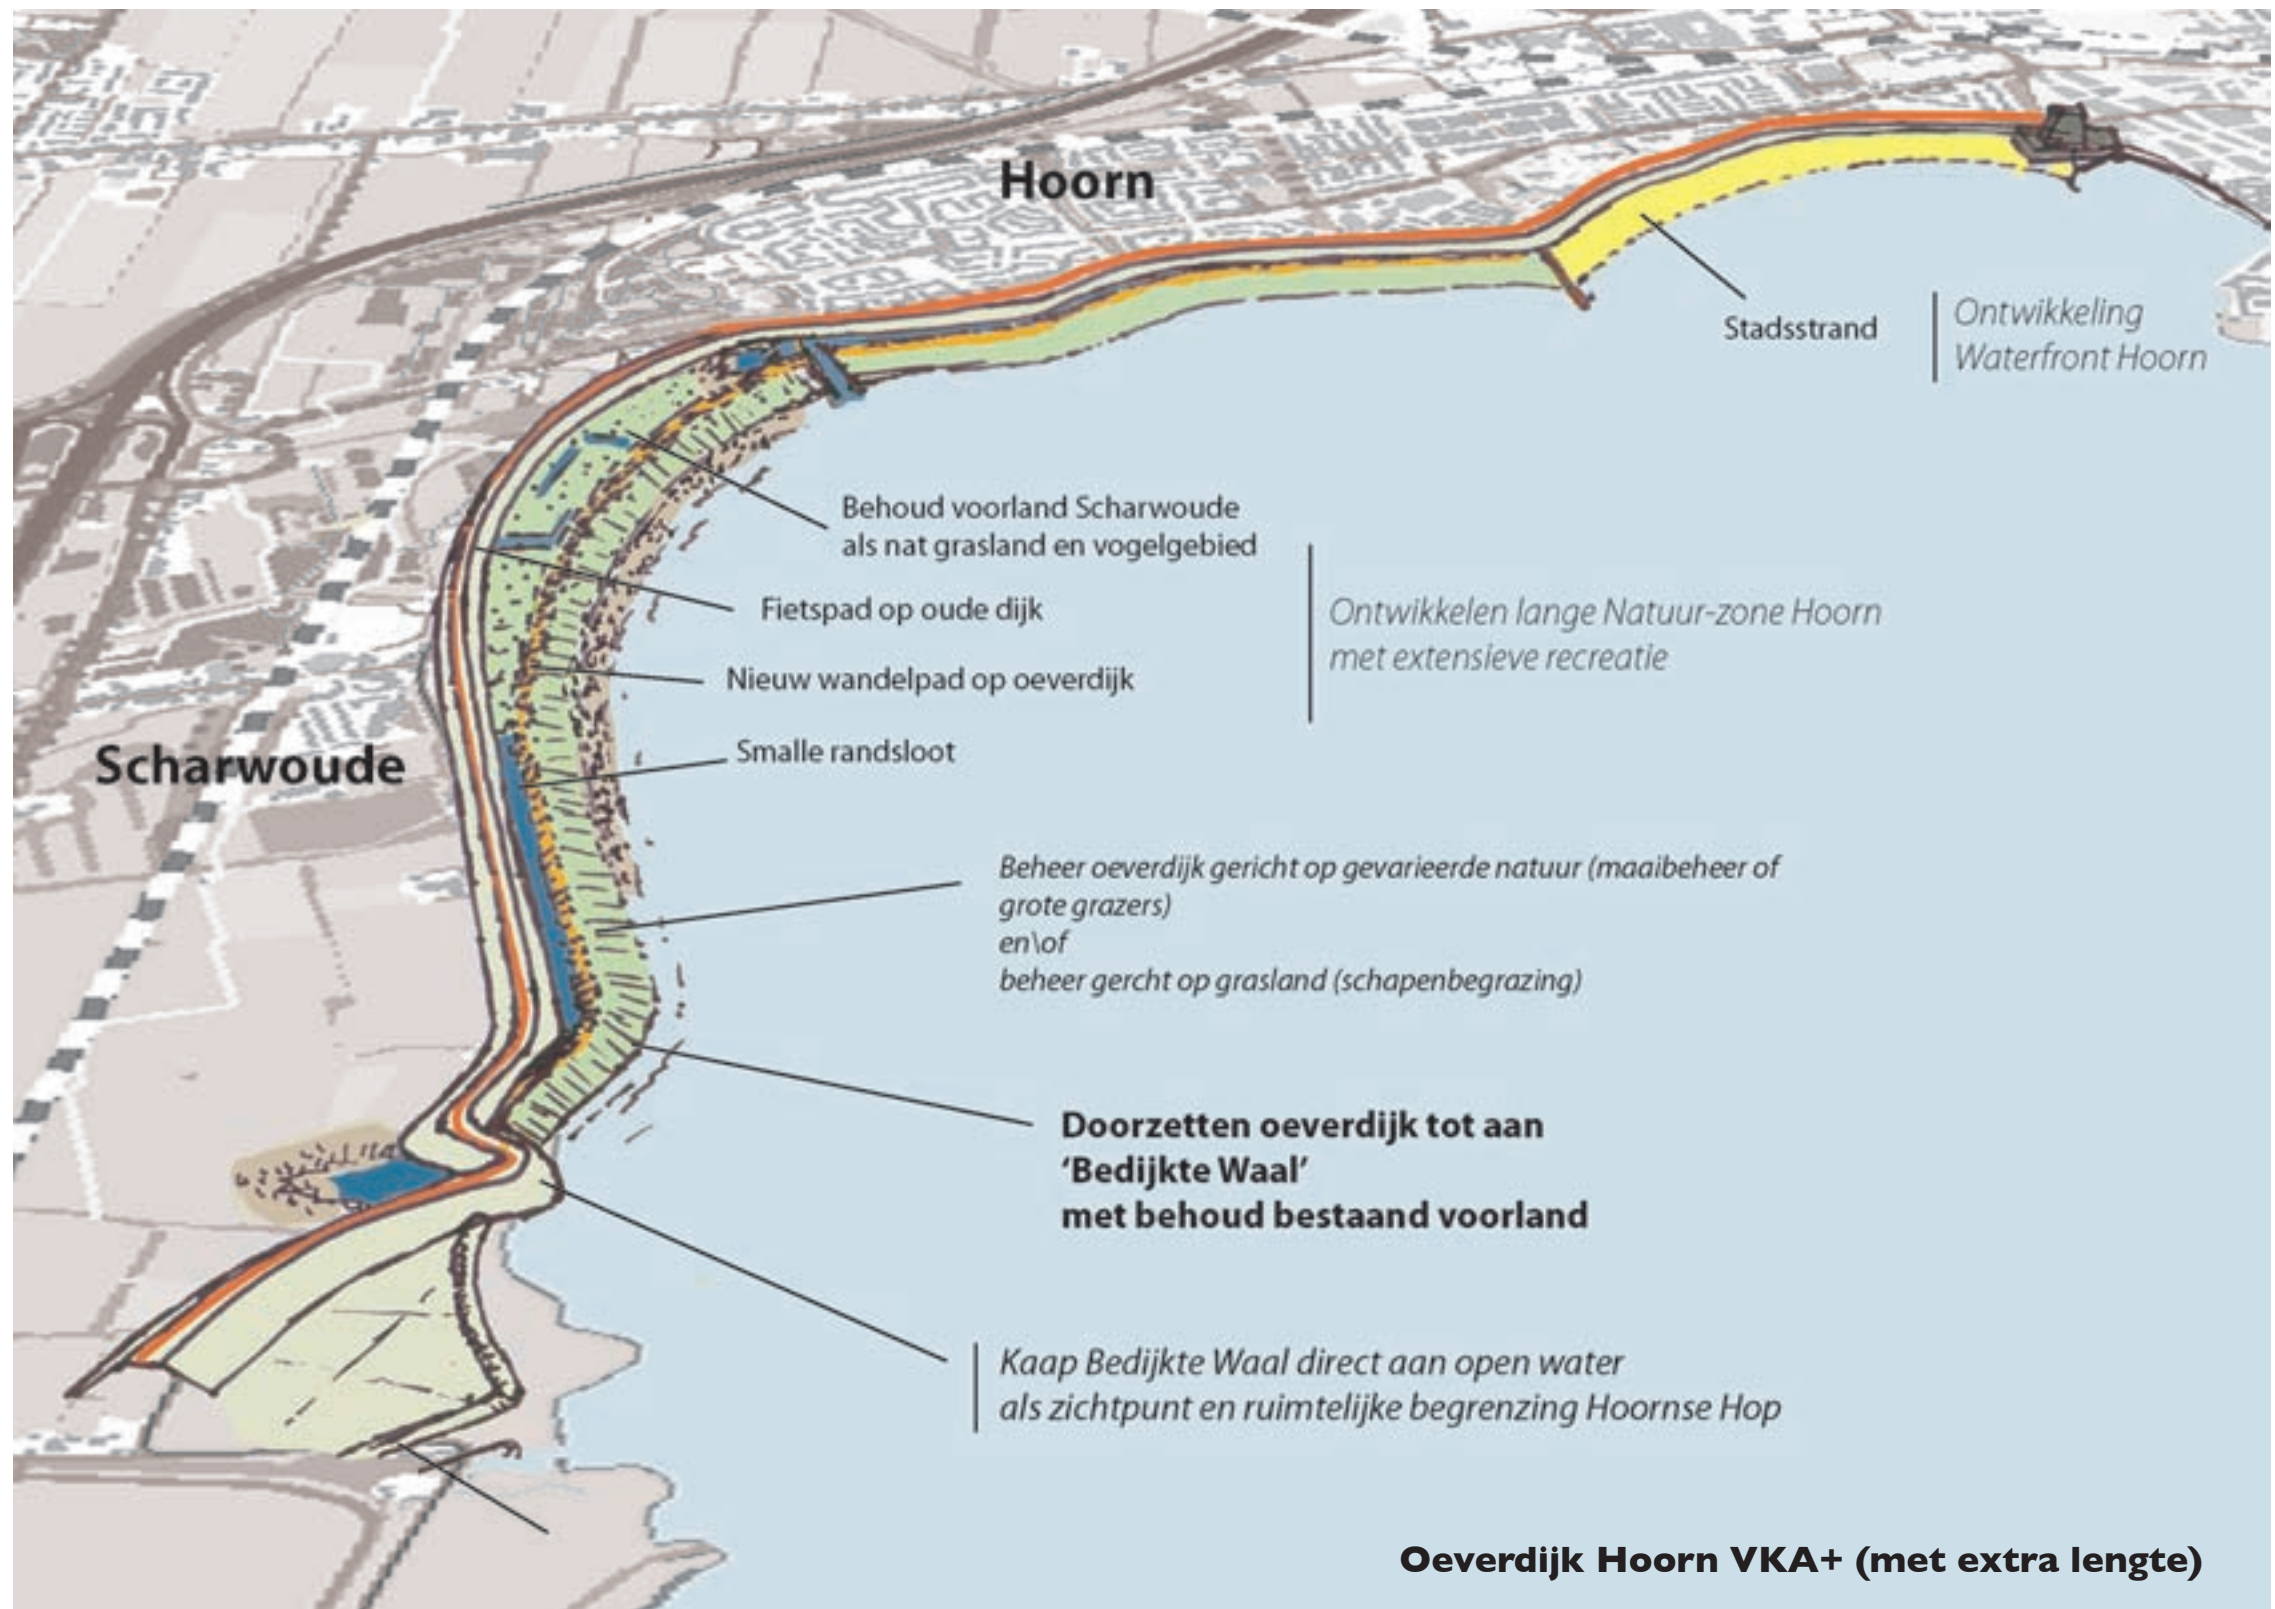 Hoorn
Stadsstrand
Ontwikkeling
Waterfront Hoorn
Behoud voorland Scharwoude
als nat grasland en vogelgebied
Fietspad op oude dijk
Ontwikkelen lange Natuur-zone Hoorn
met extensieve recreatie
Nieuw wandelpad op oeverdijk
Smalle randsloot
Scharwoude
Beheer oeverdijk gericht op gevarieerde natuur (maaibeheer of
grote grazers)
en\of
beheer gercht op grasland (schapenbegrazing)
Doorzetten oeverdijk tot aan
‘Bedijkte Waal’
met behoud bestaand voorland
Kaap Bedijkte Waal direct aan open water
als zichtpunt en ruimtelijke begrenzing Hoornse Hop
Oeverdijk Hoorn VKA+ (met extra lengte)